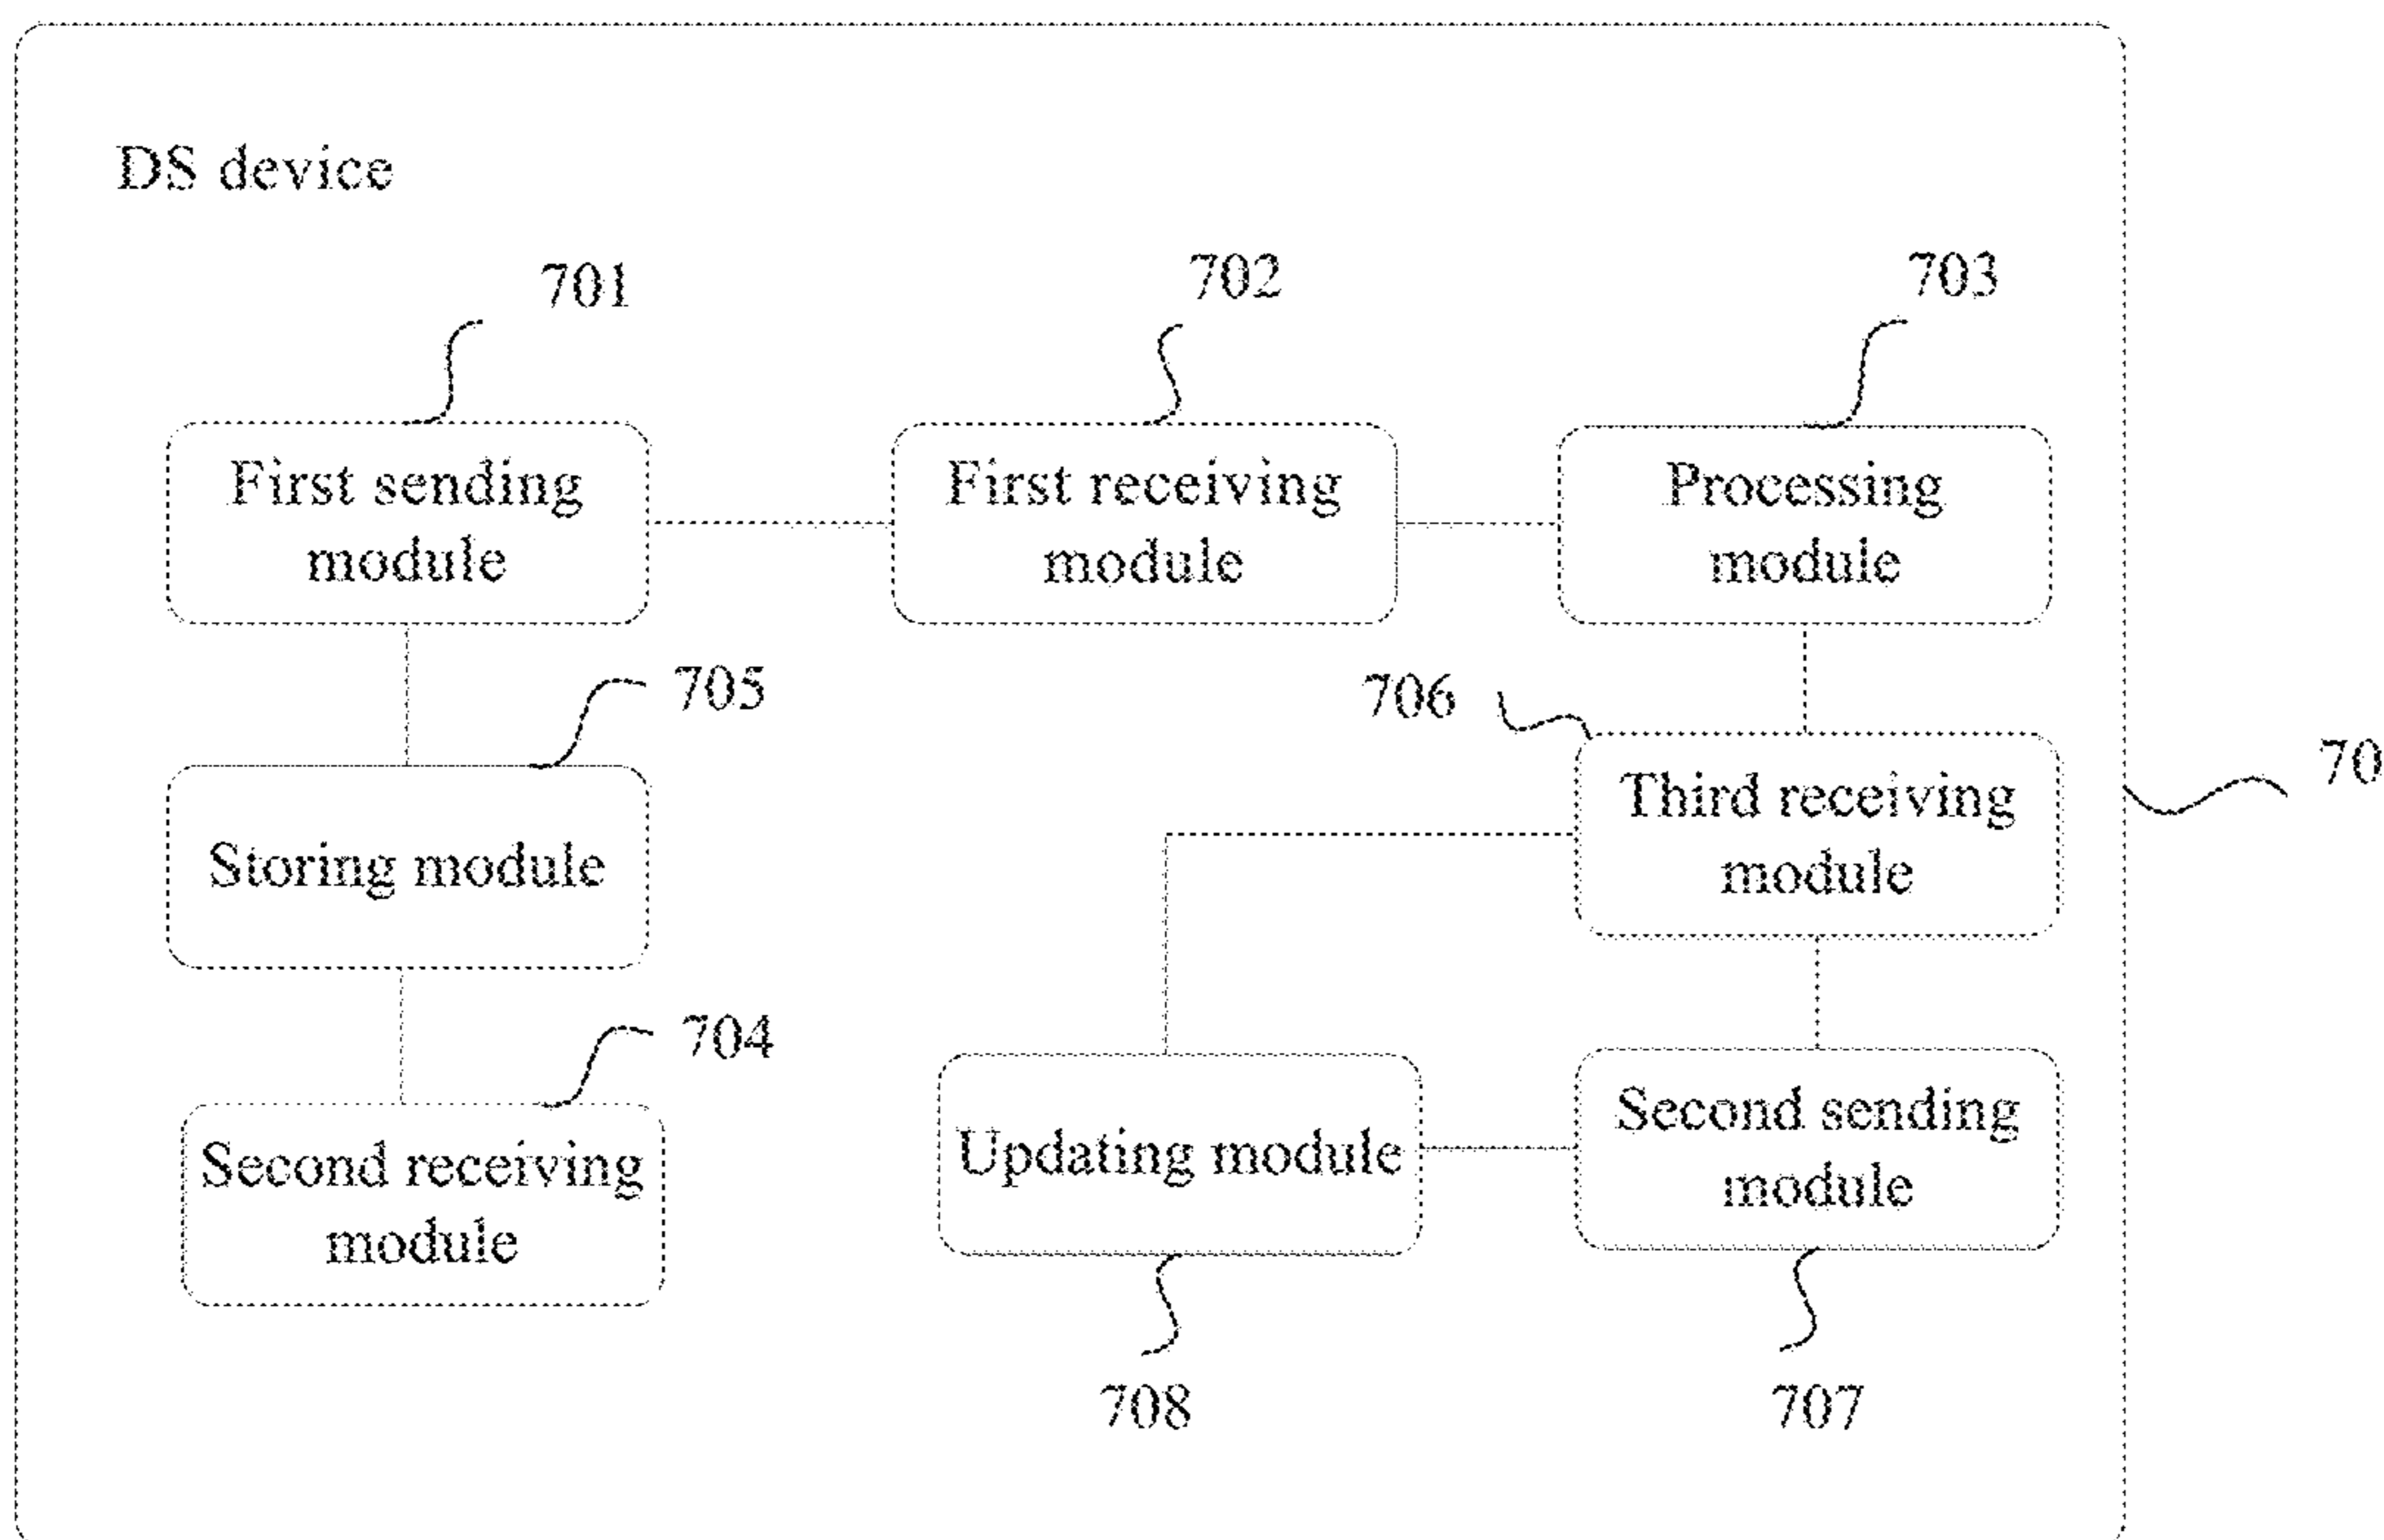 DS device
701
702
703
First sending
module
First receiving
module
Processing
module
705
706
70
Storing module
Third receiving
module
704
Second receiving
module
Updating module
Second sending
module
708
707